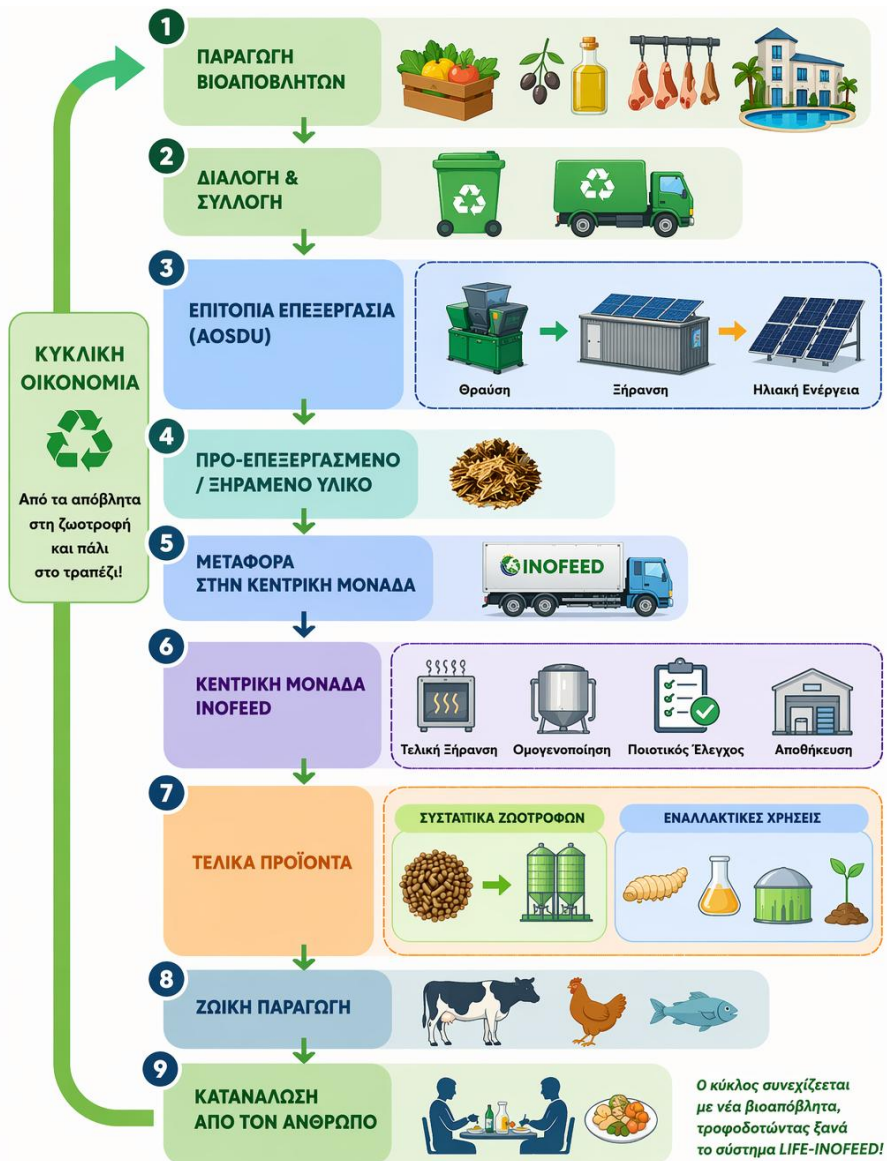 1
ΠΑΡΑΓΩΓΗ
ΒΙΟΑΠΟΒΛΗΤΩΝ
2
ΔΙΑΛΟΓΗ &
ΣΥΛΛΟΓΗ
3
ΕΠΙΤΟΠΙΑ ΕΠΕΞΕΡΓΑΣΙΑ
(AOSDU)
Θραύση
Ξήρανση
Ηλιακή Ενέργεια
ΚΥΚΛΙΚΗ
ΟΙΚΟΝΟΜΙΑ
Από τα απόβλητα
στη ζωοτροφή
και πάλι
στο τραπέζι!
4
ΠΡΟ-ΕΠΕΞΕΡΓΑΣΜΕΝΟ
/ ΞΗΡΑΜΕΝΟ ΥΛΙΚΟ
5
ΜΕΤΑΦΟΡΑ
ΣΤΗΝ ΚΕΝΤΡΙΚΗ ΜΟΝΑΔΑ
INOFEED
6
ΚΕΝΤΡΙΚΗ ΜΟΝΑΔΑ
INOFEED
Τελική Ξήρανση
Ομογενοποίηση
Ποιοτικός Έλεγχος
Αποθήκευση
7
ΤΕΛΙΚΑ ΠΡΟΪΟΝΤΑ
ΣΥΣΤΑΤΙΚΑ ΖΩΟΤΡΟΦΩΝ
ΕΝΑΛΛΑΚΤΙΚΕΣ ΧΡΗΣΕΙΣ
8
ΖΩΙΚΗ ΠΑΡΑΓΩΓΗ
9
ΚΑΤΑΝΑΛΩΣΗ
ΑΠΟ ΤΟΝ ΑΝΘΡΩΠΟ
Ο κύκλος συνεχίζεεται
με νέα βιοαπόβλητα,
τροφοδοτώντας ξανά
το σύστημα LIFE-INOFEED!